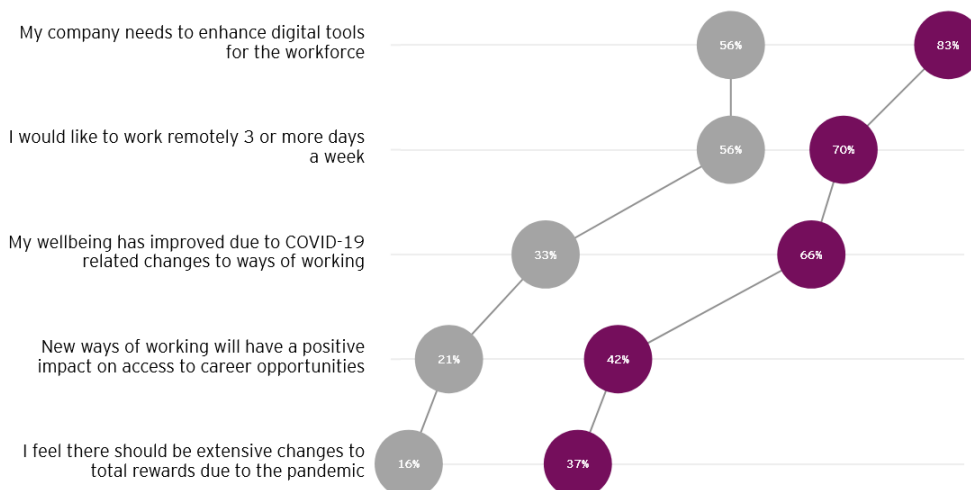 My company needs to enhance digital tools
for the workforce
56%
83%
I would like to work remotely 3 or more days
a week
56%
70%
My wellbeing has improved due to COVID-19
related changes to ways of working
33%
66%
New ways of working will have a positive
impact on access to career opportunities
21%
42%
I feel there should be extensive changes to
total rewards due to the pandemic
16%
37%